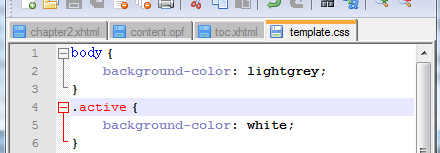 chapter2.xhtml content.opf toc.xhtml template.css
1 body {
2 background-color: lightgrey;
3 }
4 .active {
5 background-color: white;
6 }